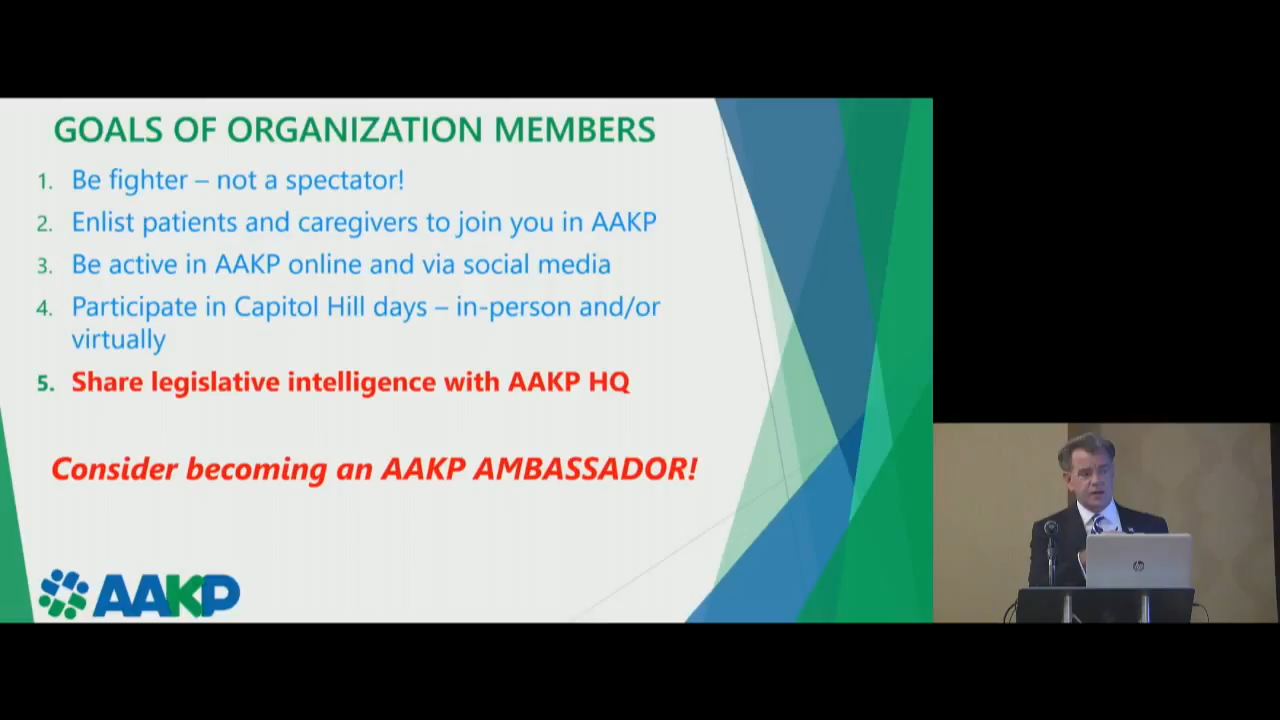 GOALS OF ORGANIZATION MEMBERS
1. Be fighter – not a spectator!
2. Enlist patients and caregivers to join you in AAKP
3. Be active in AAKP online and via social media
4. Participate in Capitol Hill days – in-person and/or
virtually
5. Share legislative intelligence with AAKP HQ
Consider becoming an AAKP AMBASSADOR!
AAKP
hp